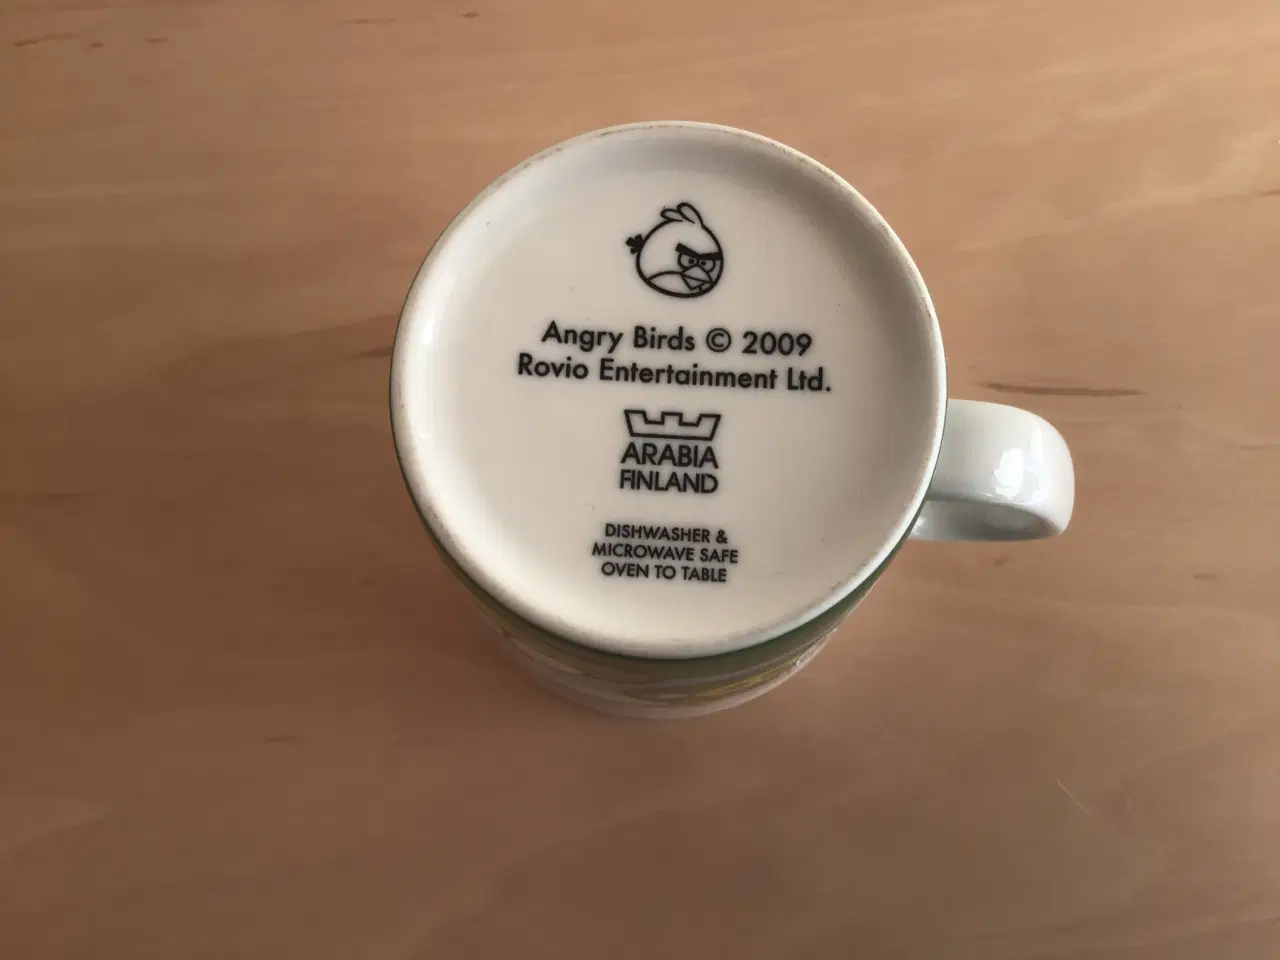 Angry Birds © 2009
Rovio Entertainment Ltd.
ARABIA
FINLAND
DISHWASHER &
MICROWAVE SAFE
OVEN TO TABLE